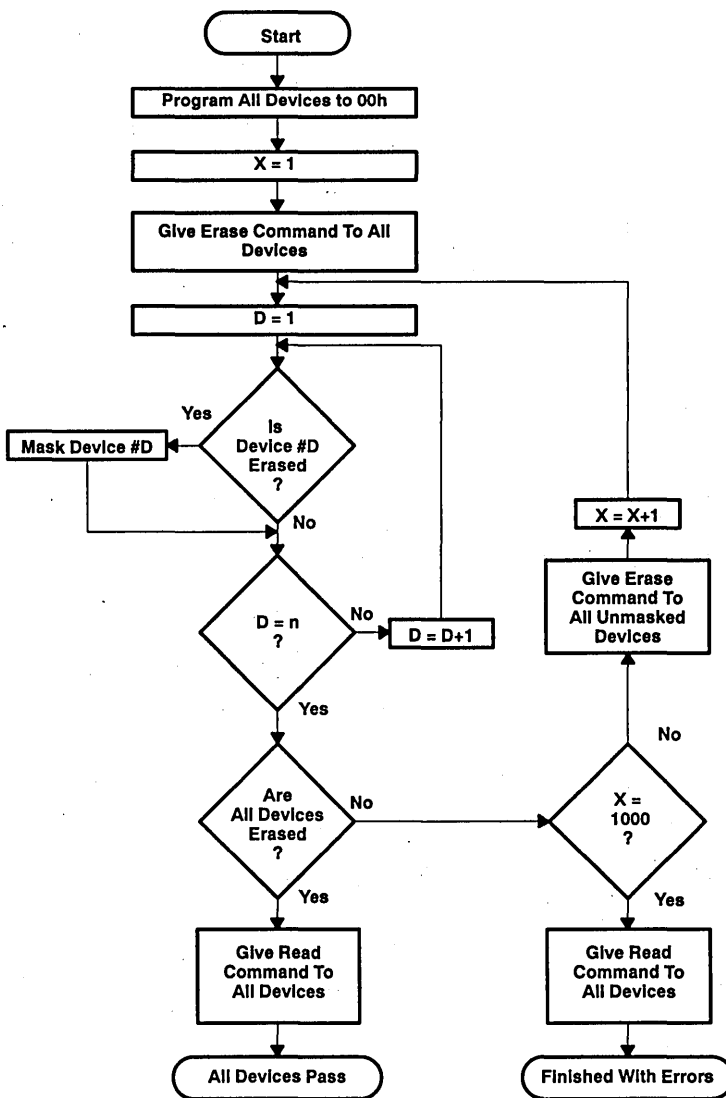 Start
Program All Devices to 00h
X = 1
Give Erase Command To All
Devices
D = 1
Yes
Is
Device #D
Erased
?
Mask Device #D
No
X = X+1
Give Erase
Command To
All Unmasked
Devices
D = n
?
No
D = D+1
Yes
No
Are
All Devices
Erased
?
No
X =
1000
?
Yes
Yes
Give Read
Command To
All Devices
Give Read
Command To
All Devices
All Devices Pass
Finished With Errors